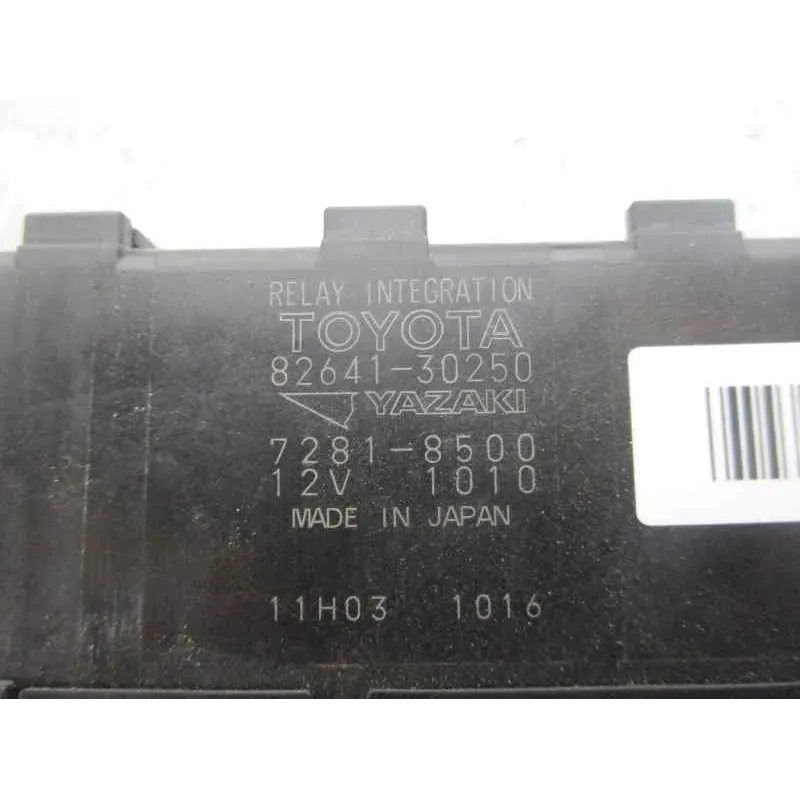 RELAY INTEGRATION
TOYOTA
82641-30250
YAZAKI
7281-8500
12V 1010
MADE IN JAPAN
11H03 1016